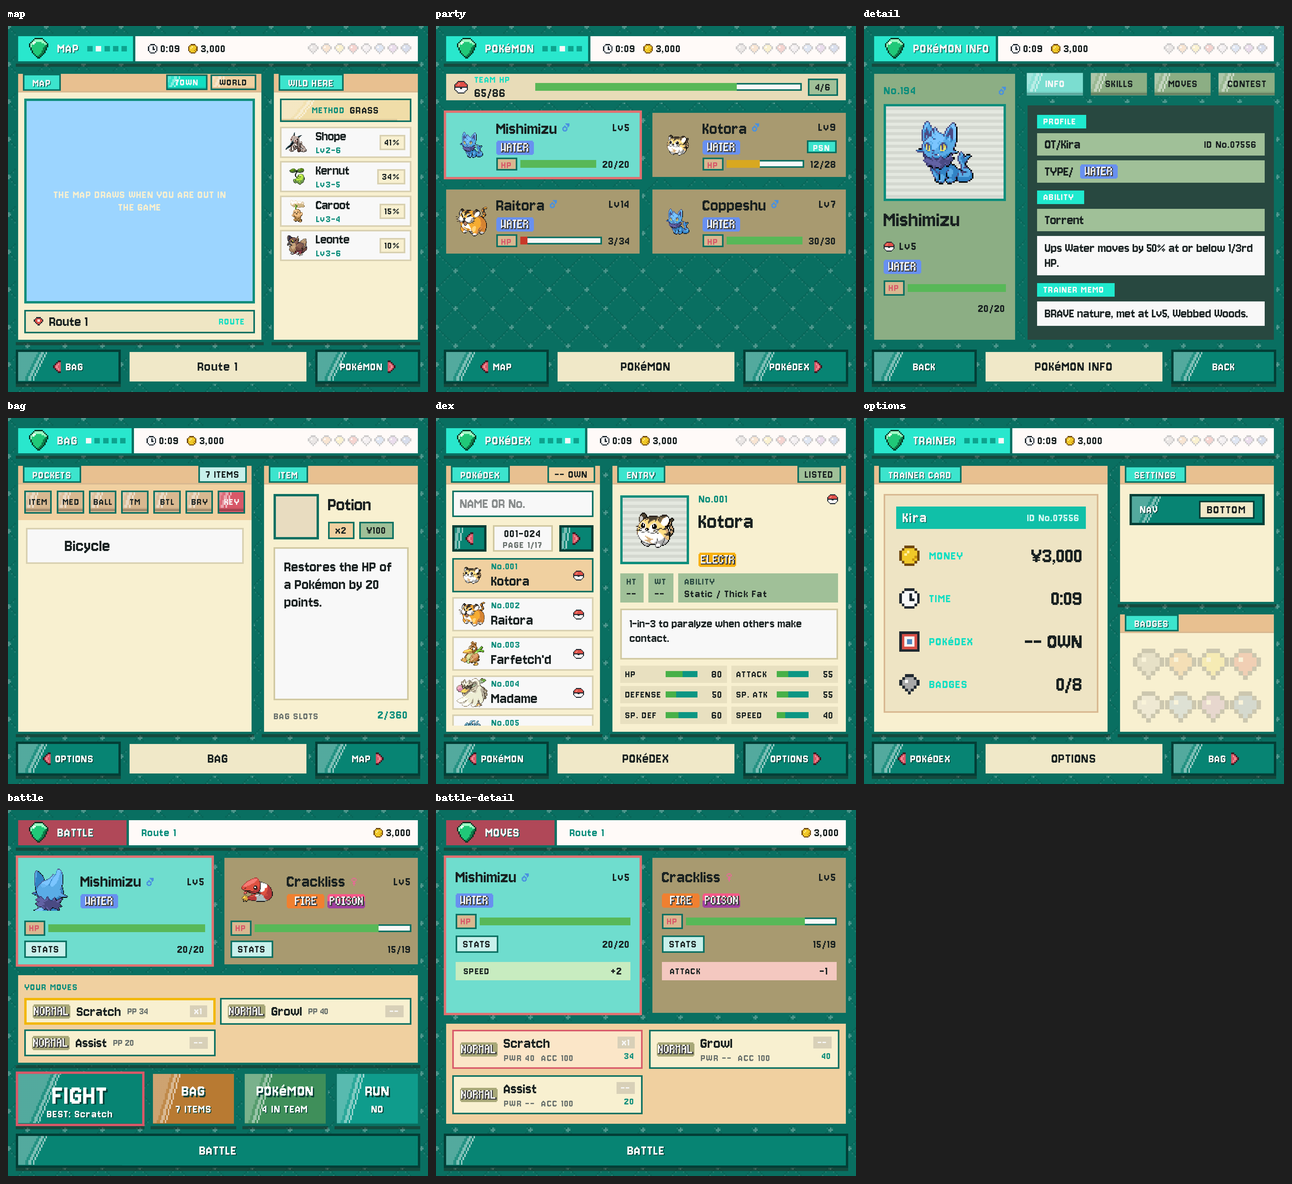 map
MAP
0:09
3,000
MAP
TOWN
WORLD
THE MAP DRAWS WHEN YOU ARE OUT IN
THE GAME
Route 1
ROUTE
WILD HERE
METHOD GRASS
Shope
Lv2-6
41%
Kernut
Lv3-5
34%
Caroot
Lv3-4
15%
Leonte
Lv3-6
10%
BAG
Route 1
POKéMON
party
POKéMON
0:09
3,000
TEAM HP
65/86
4/6
Mishimizu
Lv5
WATER
HP
20/20
Kotora
Lv9
WATER
PSN
HP
12/28
Raitora
Lv14
WATER
HP
3/34
Coppeshu
Lv7
WATER
HP
30/30
MAP
POKéMON
POKéDEX
detail
POKéMON INFO
0:09
3,000
No.194
Mishimizu
Lv5
WATER
HP
20/20
INFO
SKILLS
MOVES
CONTEST
PROFILE
OT/Kira
ID No.07556
TYPE/ WATER
ABILITY
Torrent
Ups Water moves by 50% at or below 1/3rd
HP.
TRAINER MEMO
BRAVE nature, met at Lv5, Webbed Woods.
BACK
POKéMON INFO
BACK
bag
BAG
0:09
3,000
POCKETS
7 ITEMS
ITEM
MED
BALL
TM
BTL
BRY
KEY
Bicycle
ITEM
Potion
x2
¥100
Restores the HP of
a Pokémon by 20
points.
BAG SLOTS
2/360
OPTIONS
BAG
MAP
dex
POKéDEX
0:09
3,000
POKéDEX
-- OWN
NAME OR No.
001-024
PAGE 1/17
No.001
Kotora
No.002
Raitora
No.003
Farfetch'd
No.004
Madame
No.005
ENTRY
LISTED
No.001
Kotora
ELECTR
HT
--
WT
--
ABILITY
Static / Thick Fat
1-in-3 to paralyze when others make
contact.
HP 80
ATTACK 55
DEFENSE 50
SP. ATK 55
SP. DEF 60
SPEED 40
POKéMON
POKéDEX
OPTIONS
options
TRAINER
0:09
3,000
TRAINER CARD
Kira
ID No.07556
MONEY
¥3,000
TIME
0:09
POKéDEX
-- OWN
BADGES
0/8
SETTINGS
NAV
BOTTOM
BADGES
POKéDEX
OPTIONS
BAG
battle
BATTLE
Route 1
3,000
Mishimizu
Lv5
WATER
HP
STATS
20/20
Crackliss
Lv5
FIRE
POISON
HP
STATS
15/19
YOUR MOVES
NORMAL Scratch PP 34 x1
NORMAL Growl PP 40 --
NORMAL Assist PP 20 --
FIGHT
BEST: Scratch
BAG
7 ITEMS
POKéMON
4 IN TEAM
RUN
NO
BATTLE
battle-detail
MOVES
Route 1
3,000
Mishimizu
Lv5
WATER
HP
STATS
20/20
SPEED
+2
Crackliss
Lv5
FIRE
POISON
HP
STATS
15/19
ATTACK
-1
NORMAL
Scratch
x1
PWR 40 ACC 100
34
NORMAL
Growl
--
PWR -- ACC 100
40
NORMAL
Assist
--
PWR -- ACC 100
20
BATTLE